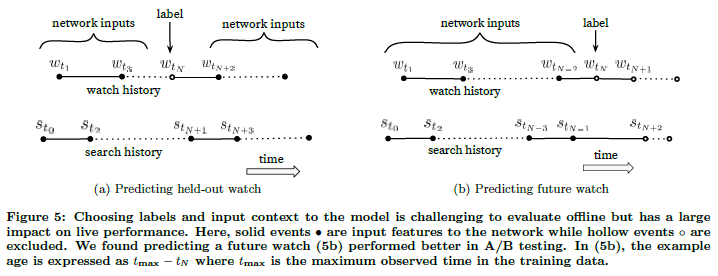 network inputs label network inputs
w_{t_1} w_{t_3} w_{t_N} w_{t_{N+2}}
watch history
s_{t_0} s_{t_2} s_{t_{N+1}} s_{t_{N+3}}
search history
time
(a) Predicting held-out watch
network inputs label
w_{t_1} w_{t_3} w_{t_N} w_{t_{N+1}}
watch history
s_{t_0} s_{t_2} s_{t_{N-3}} s_{t_{N-1}} s_{t_{N+2}}
search history
time
(b) Predicting future watch
Figure 5: Choosing labels and input context to the model is challenging to evaluate offline but has a large
impact on live performance. Here, solid events • are input features to the network while hollow events ◦ are
excluded. We found predicting a future watch (5b) performed better in A/B testing. In (5b), the example
age is expressed as t_{max} − t_N where t_{max} is the maximum observed time in the training data.